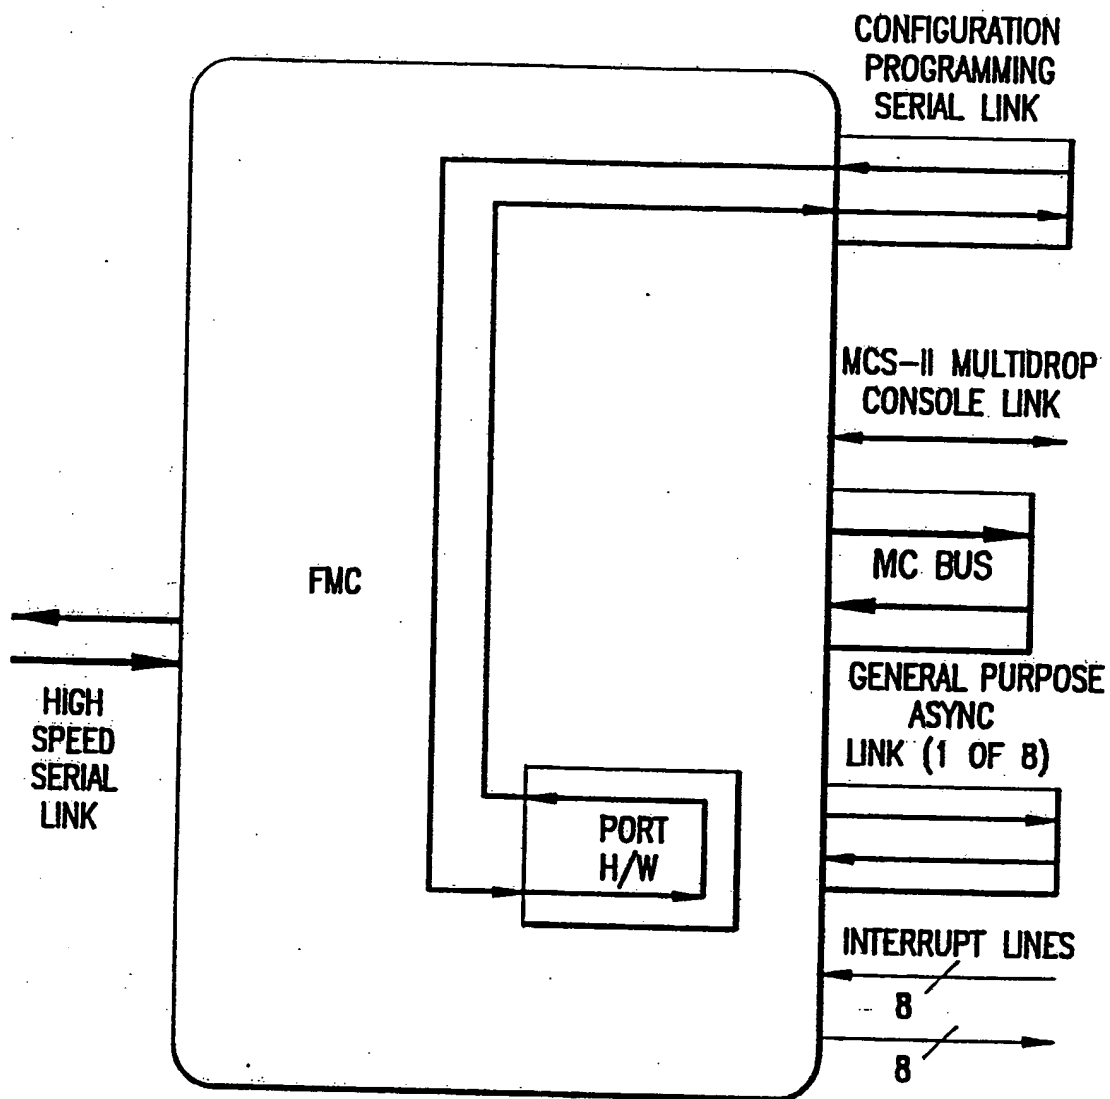 CONFIGURATION
PROGRAMMING
SERIAL LINK
MCS-II MULTIDROP
CONSOLE LINK
MC BUS
FMC
HIGH
SPEED
SERIAL
LINK
GENERAL PURPOSE
ASYNC
LINK (1 OF 8)
PORT
H/W
INTERRUPT LINES
8
8